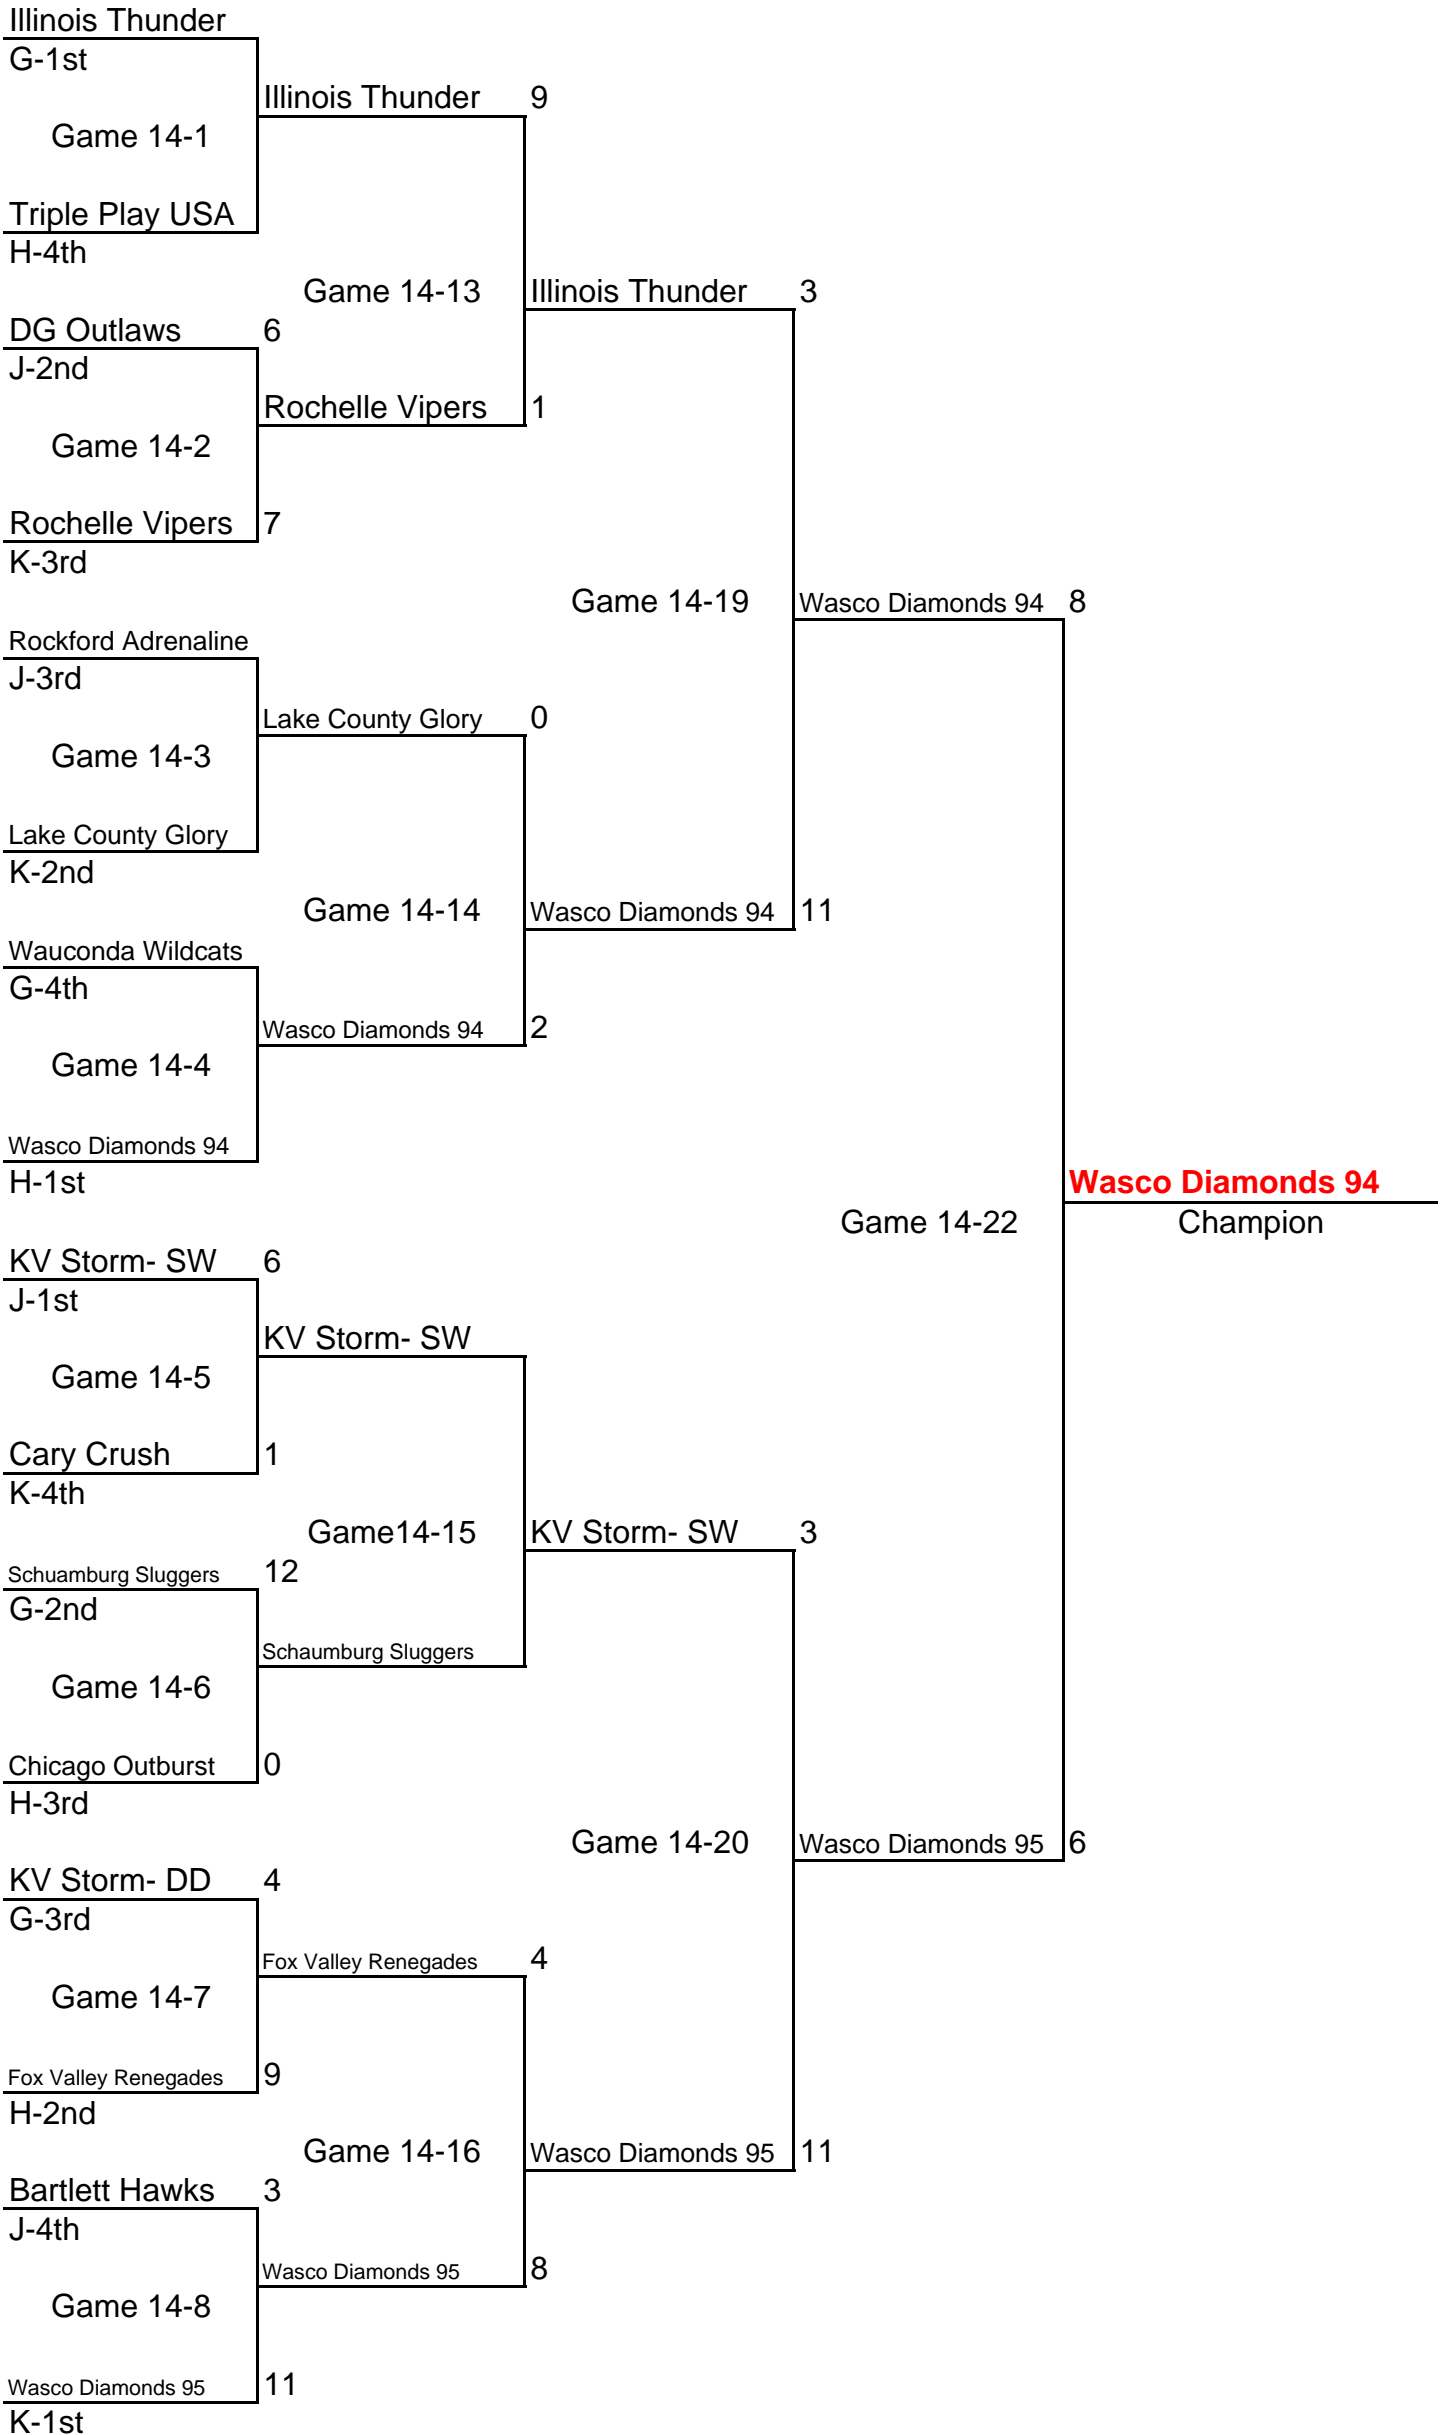 Illinois Thunder
G-1st
Illinois Thunder 9
Game 14-1
Triple Play USA
H-4th
Game 14-13 Illinois Thunder 3
DG Outlaws 6
J-2nd
Rochelle Vipers 1
Game 14-2
Rochelle Vipers 7
K-3rd
Game 14-19 Wasco Diamonds 94 8
Rockford Adrenaline
J-3rd
Lake County Glory 0
Game 14-3
Lake County Glory
K-2nd
Game 14-14 Wasco Diamonds 94 11
Wauconda Wildcats
G-4th
Wasco Diamonds 94 2
Game 14-4
Wasco Diamonds 94
H-1st Wasco Diamonds 94
Game 14-22 Champion
KV Storm- SW 6
J-1st
KV Storm- SW
Game 14-5
Cary Crush 1
K-4th
Game14-15 KV Storm- SW 3
Schuamburg Sluggers 12
G-2nd
Schaumburg Sluggers
Game 14-6
Chicago Outburst 0
H-3rd
Game 14-20 Wasco Diamonds 95 6
KV Storm- DD 4
G-3rd
Fox Valley Renegades 4
Game 14-7
Fox Valley Renegades 9
H-2nd
Game 14-16 Wasco Diamonds 95 11
Bartlett Hawks 3
J-4th
Wasco Diamonds 95 8
Game 14-8
Wasco Diamonds 95 11
K-1st